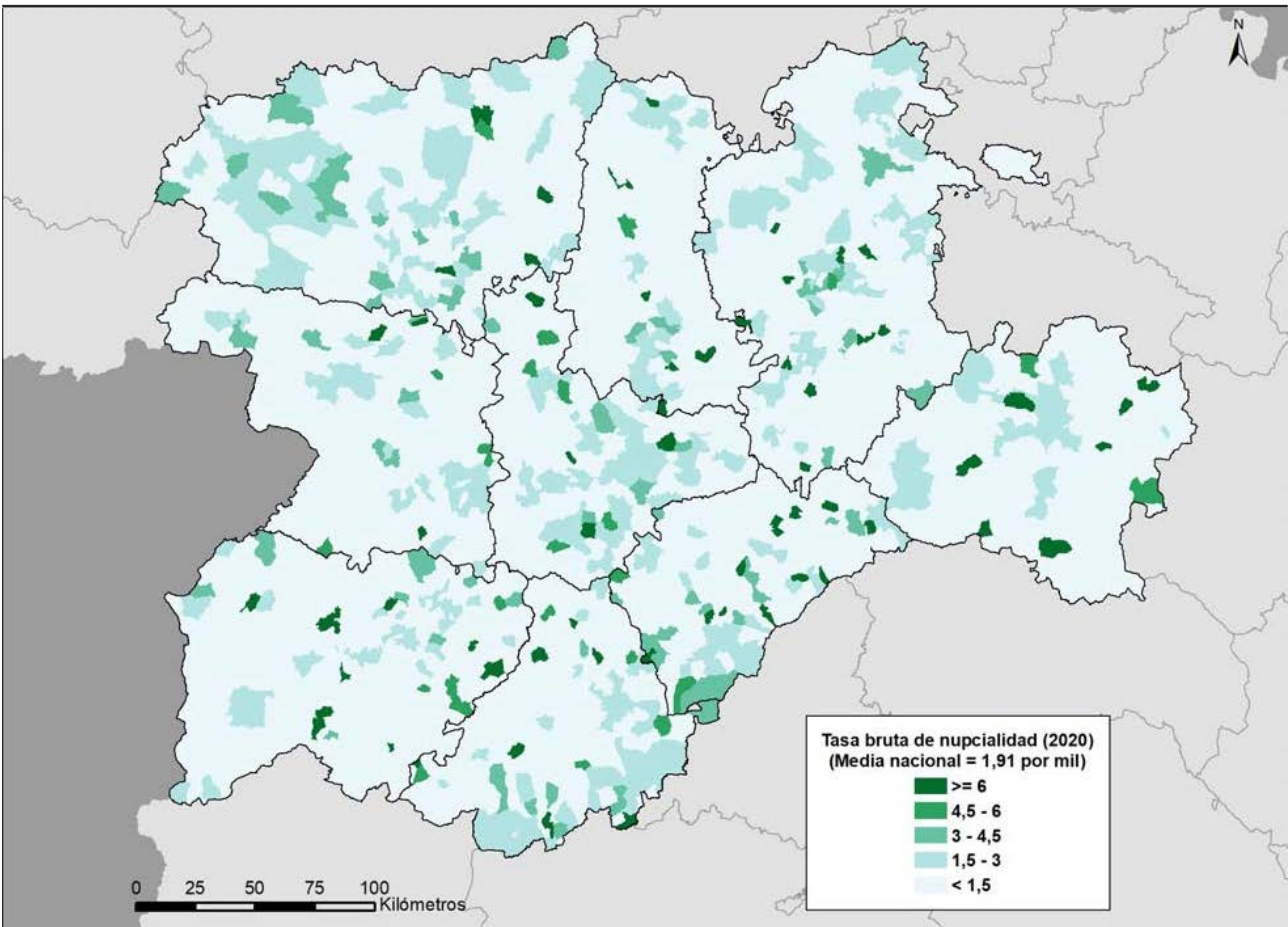 N
Tasa bruta de nupcialidad (2020)
(Media nacional = 1,91 por mil)
>= 6
4,5 - 6
3 - 4,5
1,5 - 3
< 1,5
0 25 50 75 100
Kilómetros